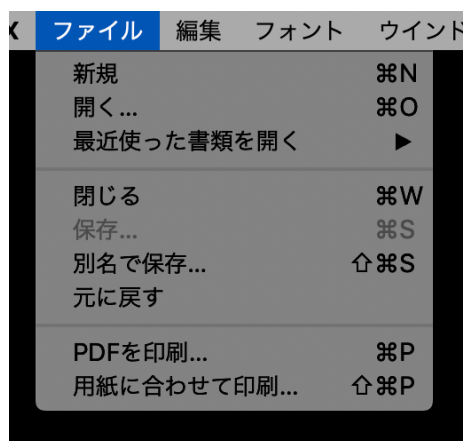 X ファイル 編集 フォント ウインド
新規 ⌘N
開く... ⌘O
最近使った書類を開く ▶
閉じる ⌘W
保存... ⌘S
別名で保存... ⇧⌘S
元に戻す
PDFを印刷... ⌘P
用紙に合わせて印刷... ⇧⌘P